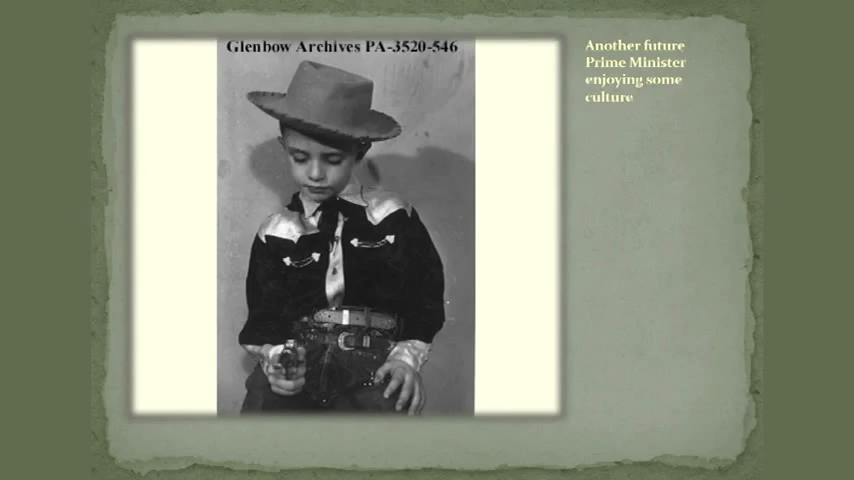 Glenbow Archives PA-3520-546
Another future
Prime Minister
enjoying some
culture